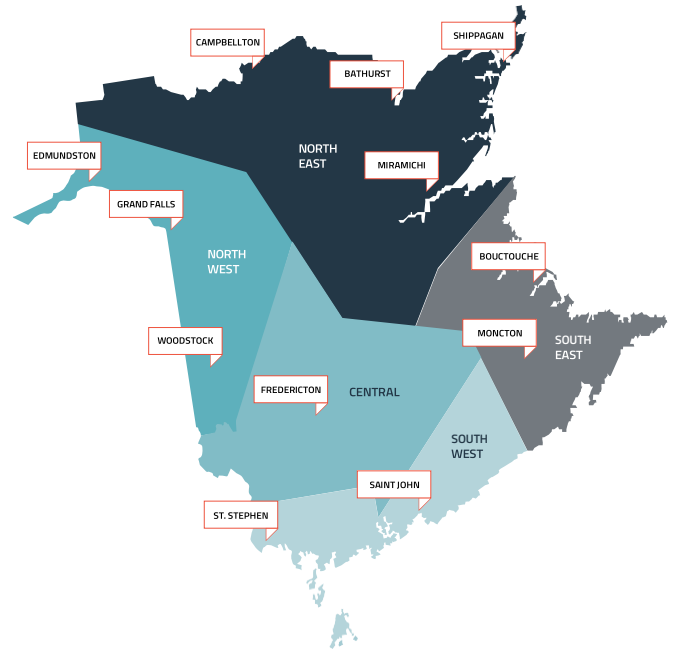 SHIPPAGAN
CAMPBELLTON
BATHURST
NORTH
EAST
EDMUNDSTON
MIRAMICHI
GRAND FALLS
NORTH
WEST
BOUCTOUCHE
WOODSTOCK
MONCTON
SOUTH
EAST
FREDERICTON
CENTRAL
SOUTH
WEST
SAINT JOHN
ST. STEPHEN